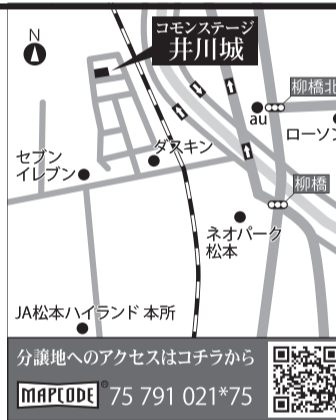 N
コモンステージ
井川城
柳橋北
au
ローソン
ダスキン
セブン
イレブン
柳橋
ネオパーク
松本
JA松本ハイランド 本所
分譲地へのアクセスはコチラから
MAPCODE® 75 791 021*75